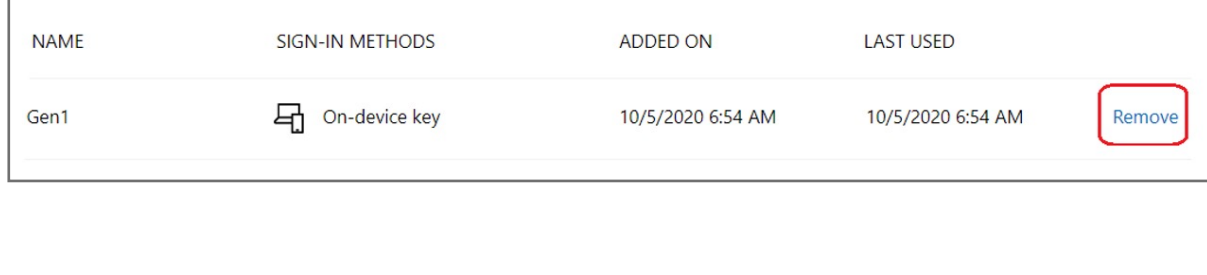 NAME SIGN-IN METHODS ADDED ON LAST USED
Gen1 On-device key 10/5/2020 6:54 AM 10/5/2020 6:54 AM Remove